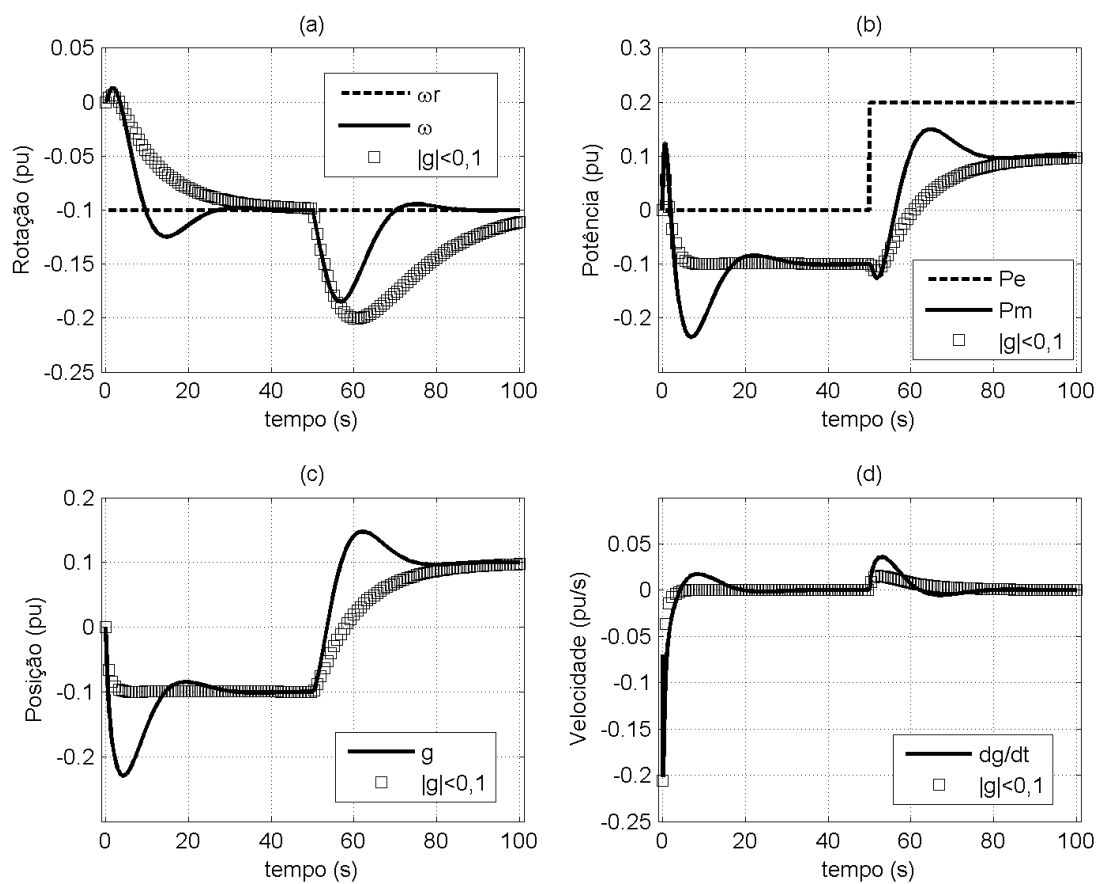 (a)
0.05
0
-0.05
-0.1
-0.15
-0.2
-0.25
0 20 40 60 80 100
Rotação (pu)
tempo (s)
ωr
ω
|g|<0,1
(b)
0.3
0.2
0.1
0
-0.1
-0.2
0 20 40 60 80 100
Potência (pu)
tempo (s)
Pe
Pm
|g|<0,1
(c)
0.2
0.1
0
-0.1
-0.2
0 20 40 60 80 100
Posição (pu)
tempo (s)
g
|g|<0,1
(d)
0.05
0
-0.05
-0.1
-0.15
-0.2
-0.25
0 20 40 60 80 100
Velocidade (pu/s)
tempo (s)
dg/dt
|g|<0,1